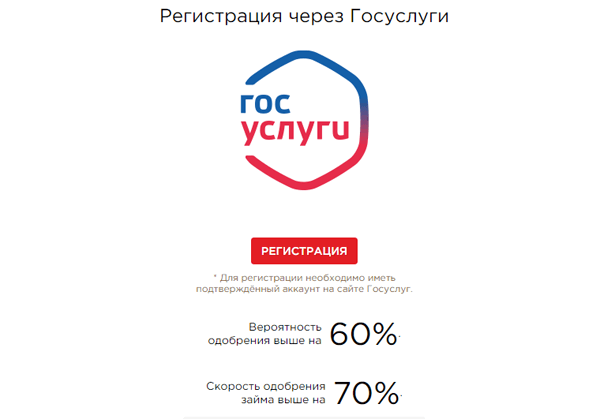 Регистрация через Госуслуги
гос
услуги
РЕГИСТРАЦИЯ
* Для регистрации необходимо иметь
подтверждённый аккаунт на сайте Госуслуг.
Вероятность
одобрения выше на 60%*
Скорость одобрения
займа выше на 70%*